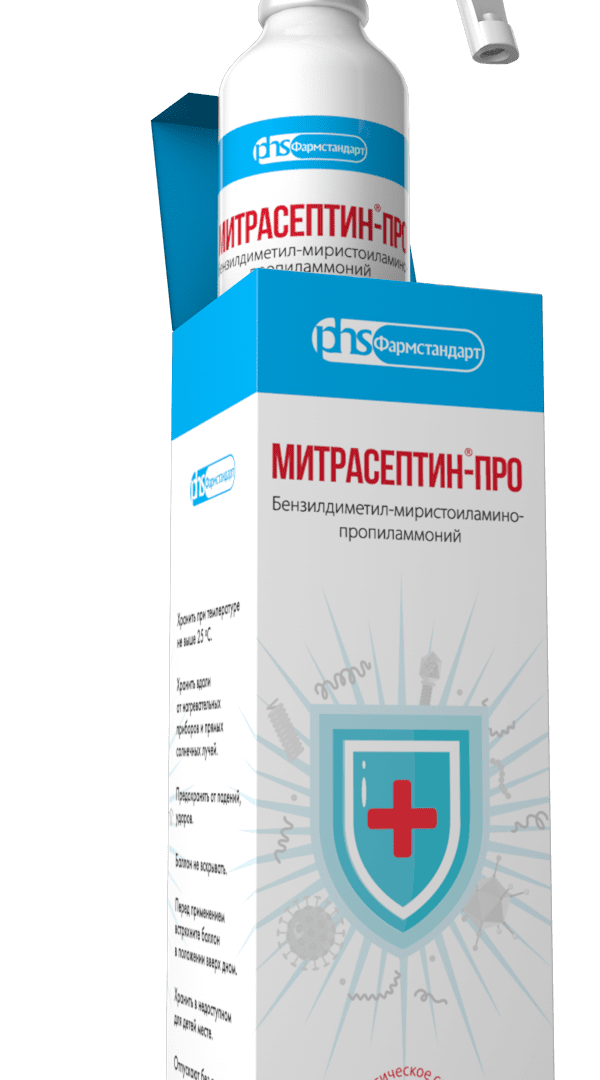 phs Фармстандарт
МИТРАСЕПТИН®-ПРО
Бензилдиметил-миристоиламино-
пропиламмоний
phs Фармстандарт
МИТРАСЕПТИН®-ПРО
Бензилдиметил-миристоиламино-
пропиламмоний
phs Фармстандарт
Хранить при температуре
не выше 25 °С.
Хранить вдали
от нагревательных
приборов и прямых
солнечных лучей.
Предохранять от падений,
ударов.
Баллон не вскрывать.
Перед применением
встряхните баллон
в положении вверх дном.
Хранить в недоступном
для детей месте.
Отпускают без